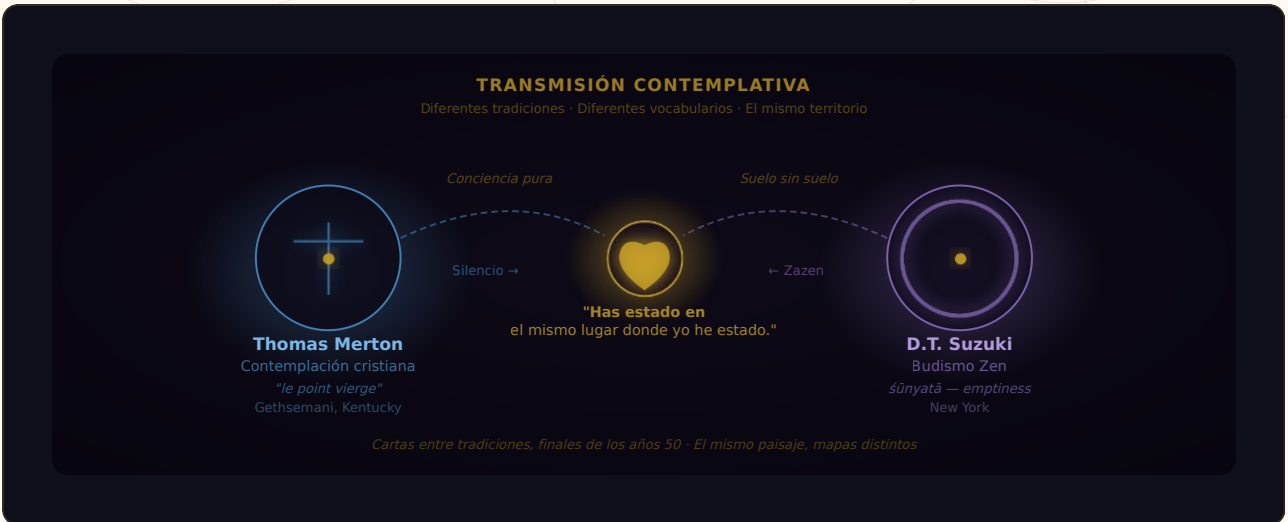 TRANSMISIÓN CONTEMPLATIVA
Diferentes tradiciones · Diferentes vocabularios · El mismo territorio
Conciencia pura
Suelo sin suelo
Silencio →
← Zazen
"Has estado en
el mismo lugar donde yo he estado."
Thomas Merton
Contemplación cristiana
"le point vierge"
Gethsemani, Kentucky
D.T. Suzuki
Budismo Zen
śūnyatā — emptiness
New York
Cartas entre tradiciones, finales de los años 50 · El mismo paisaje, mapas distintos